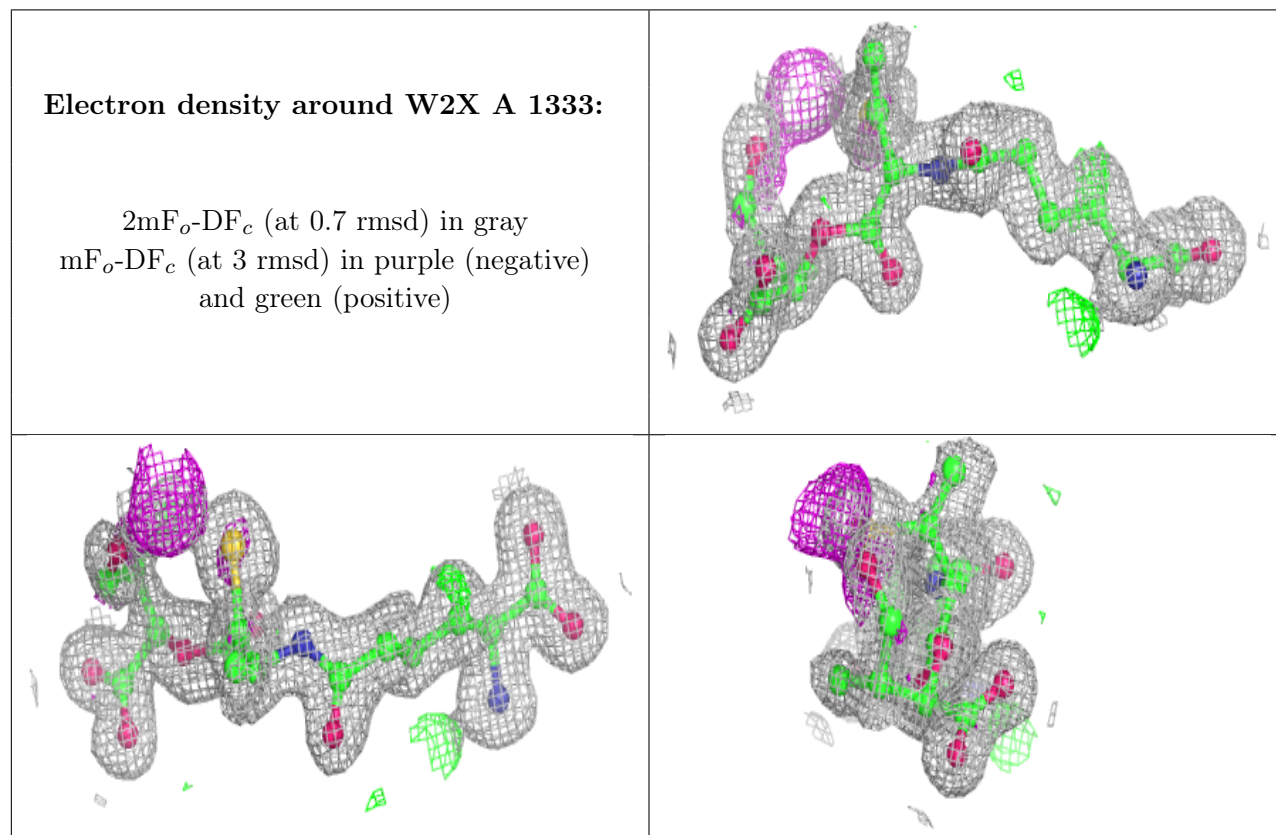 Electron density around W2X A 1333:
2mFo-DFc (at 0.7 rmsd) in gray
mFo-DFc (at 3 rmsd) in purple (negative)
and green (positive)